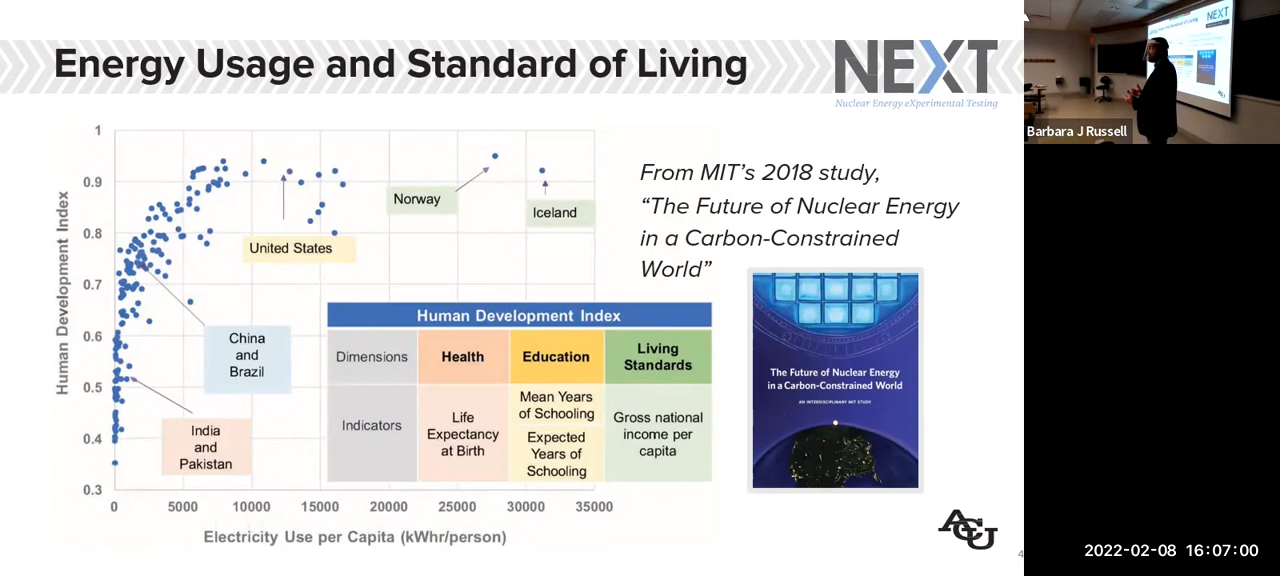 Energy Usage and Standard of Living
NEXT
Nuclear Energy eXperimental Testing
Human Development Index
1
0.9
0.8
0.7
0.6
0.5
0.4
0.3
0
5000
10000
15000
20000
25000
30000
35000
Electricity Use per Capita (kWhr/person)
Norway
Iceland
United States
China
and
Brazil
India
and
Pakistan
Human Development Index
Dimensions
Health
Education
Living
Standards
Indicators
Life
Expectancy
at Birth
Mean Years
of Schooling
Expected
Years of
Schooling
Gross national
income per
capita
From MIT's 2018 study,
“The Future of Nuclear Energy
in a Carbon-Constrained
World”
The Future of Nuclear Energy
in a Carbon-Constrained World
AN INTERDISCIPLINARY MIT STUDY
ACU
4
NEXT
Barbara J Russell
2022-02-08 16:07:00